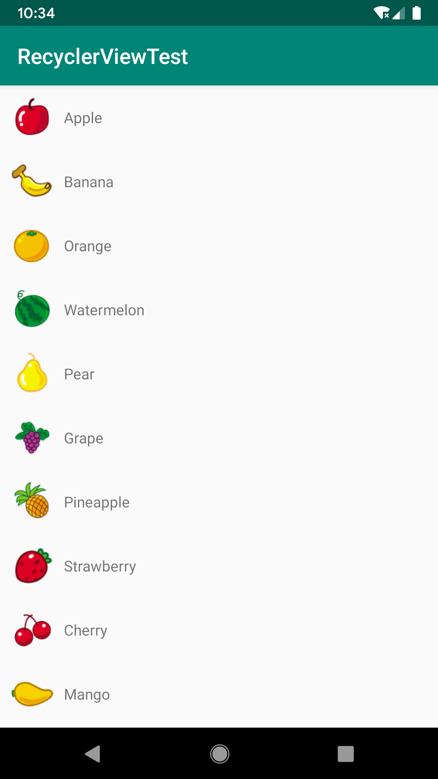 10:34
RecyclerViewTest
Apple
Banana
Orange
Watermelon
Pear
Grape
Pineapple
Strawberry
Cherry
Mango